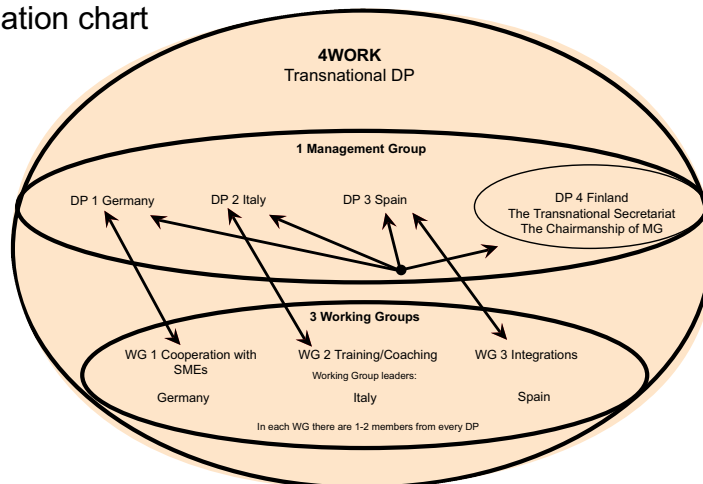 ation chart
4WORK
Transnational DP
1 Management Group
DP 1 Germany
DP 2 Italy
DP 3 Spain
DP 4 Finland
The Transnational Secretariat
The Chairmanship of MG
3 Working Groups
WG 1 Cooperation with
SMEs
WG 2 Training/Coaching
WG 3 Integrations
Working Group leaders:
Germany
Italy
Spain
In each WG there are 1-2 members from every DP